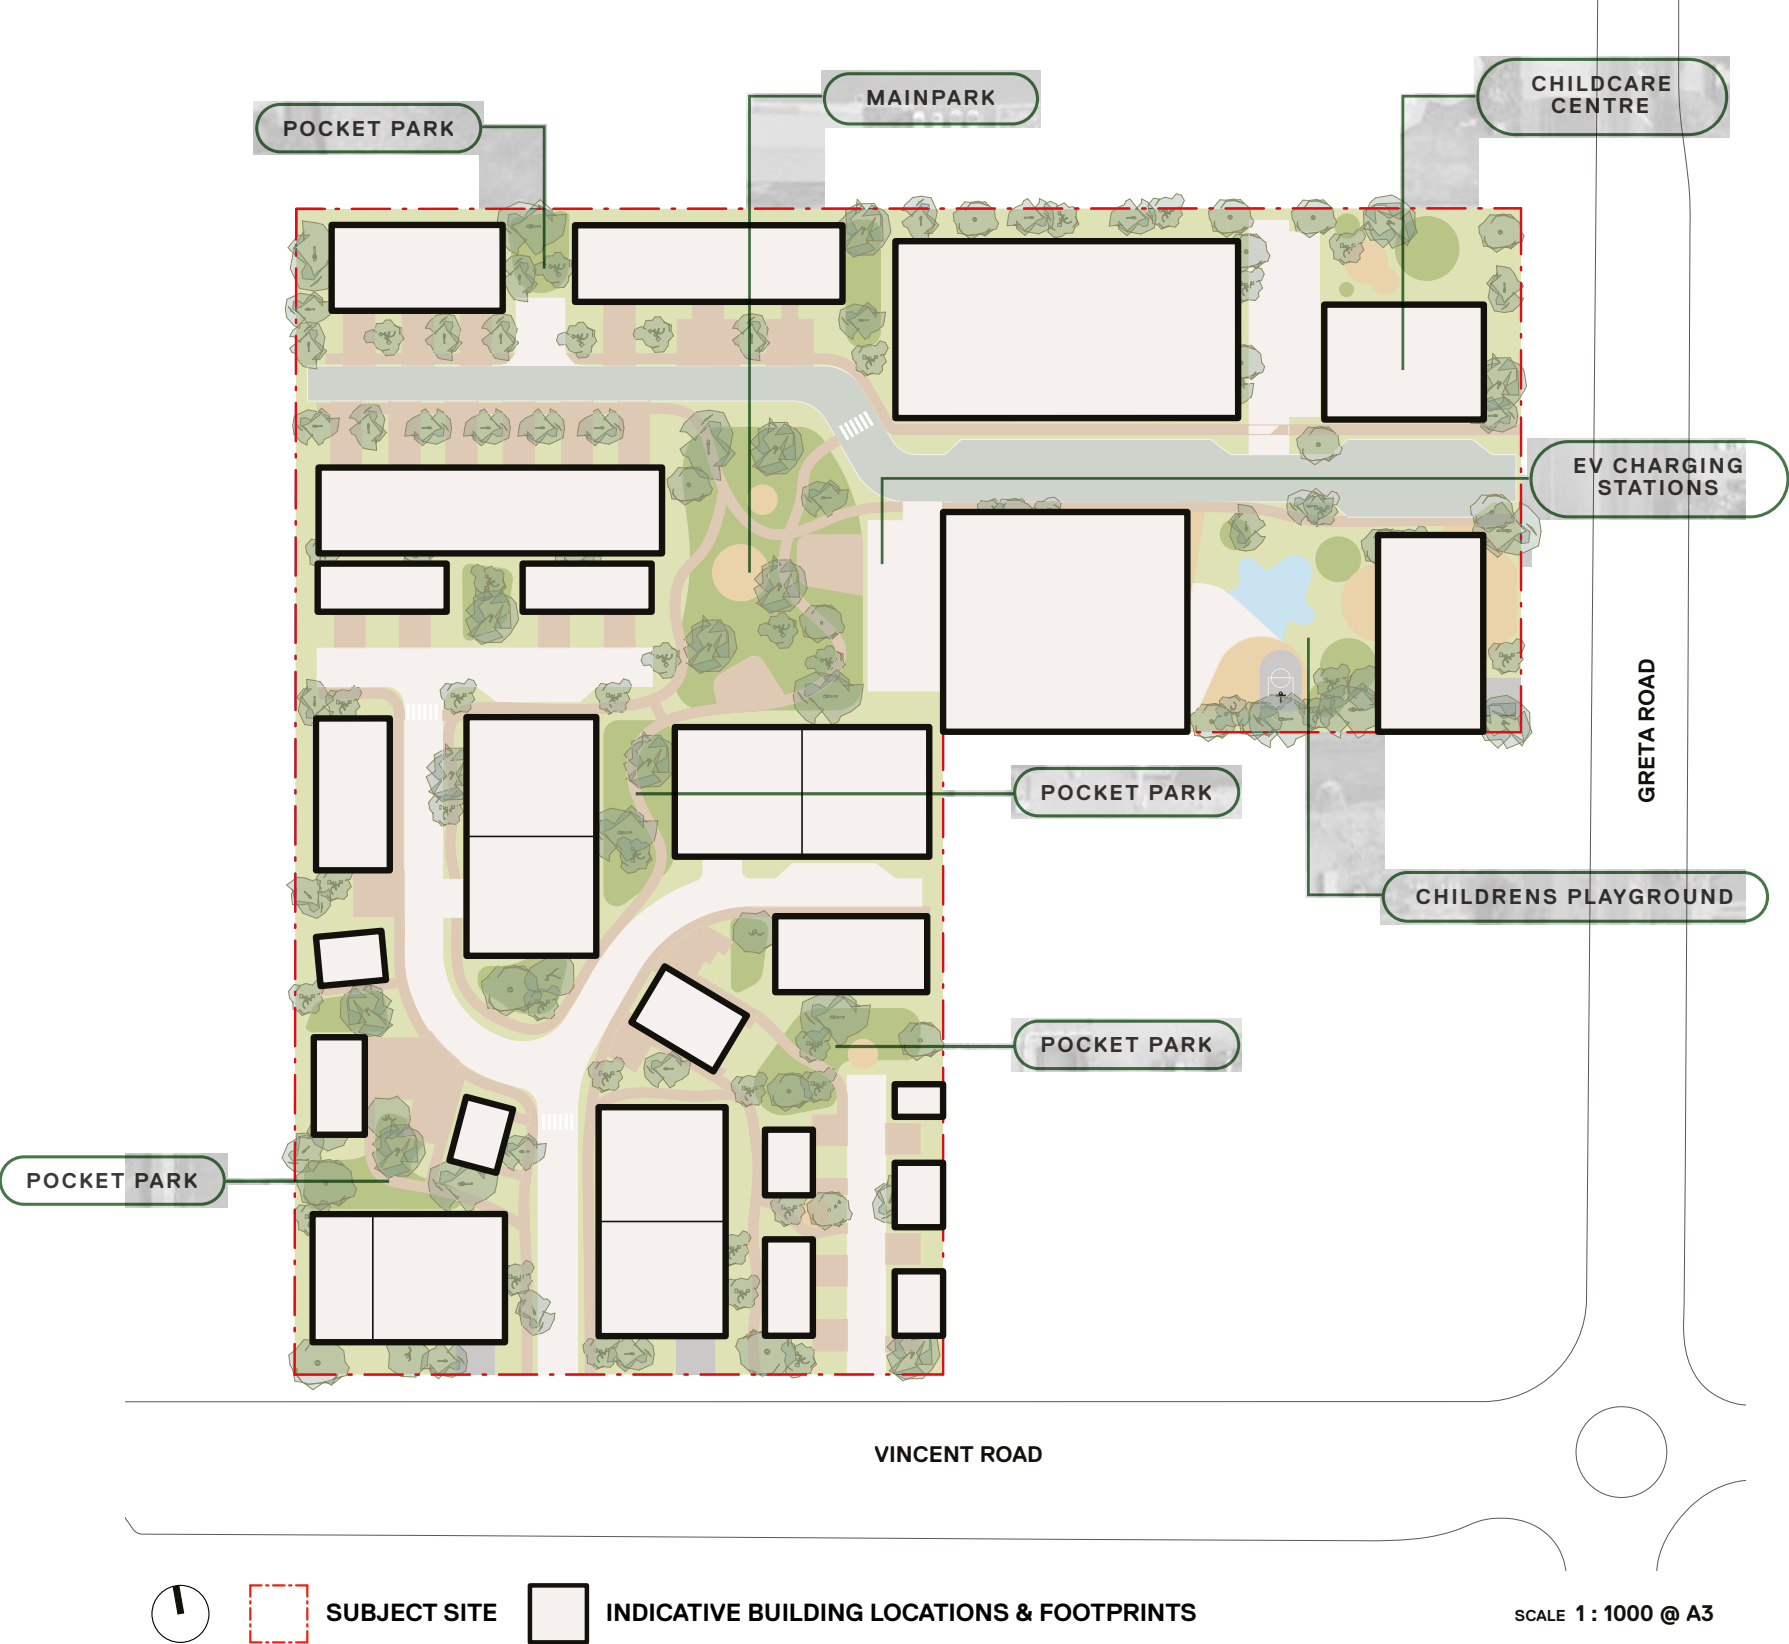 MAINPARK
CHILDCARE
CENTRE
POCKET PARK
EV CHARGING
STATIONS
GRETA ROAD
POCKET PARK
CHILDRENS PLAYGROUND
POCKET PARK
POCKET PARK
VINCENT ROAD
SUBJECT SITE
INDICATIVE BUILDING LOCATIONS & FOOTPRINTS
SCALE 1 : 1000 @ A3